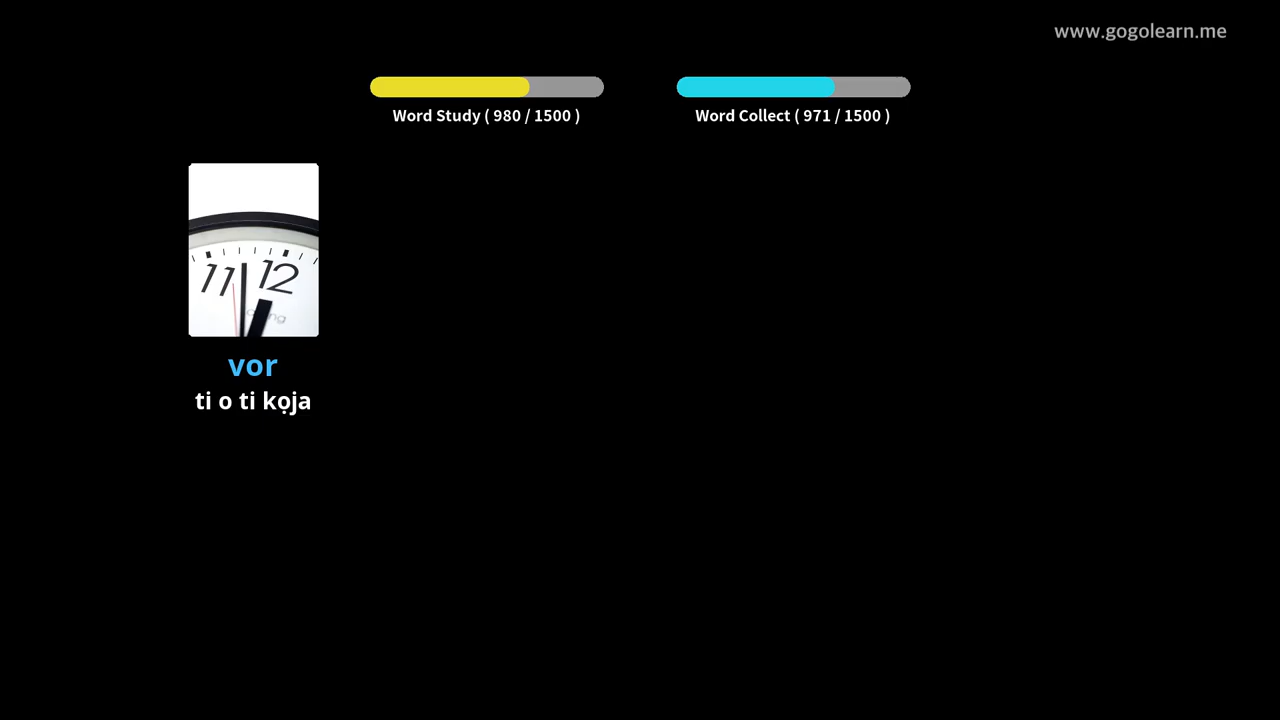 www.gogolearn.me
Word Study ( 980 / 1500 )
Word Collect ( 971 / 1500 )
11 12
vor
ti o ti kọja